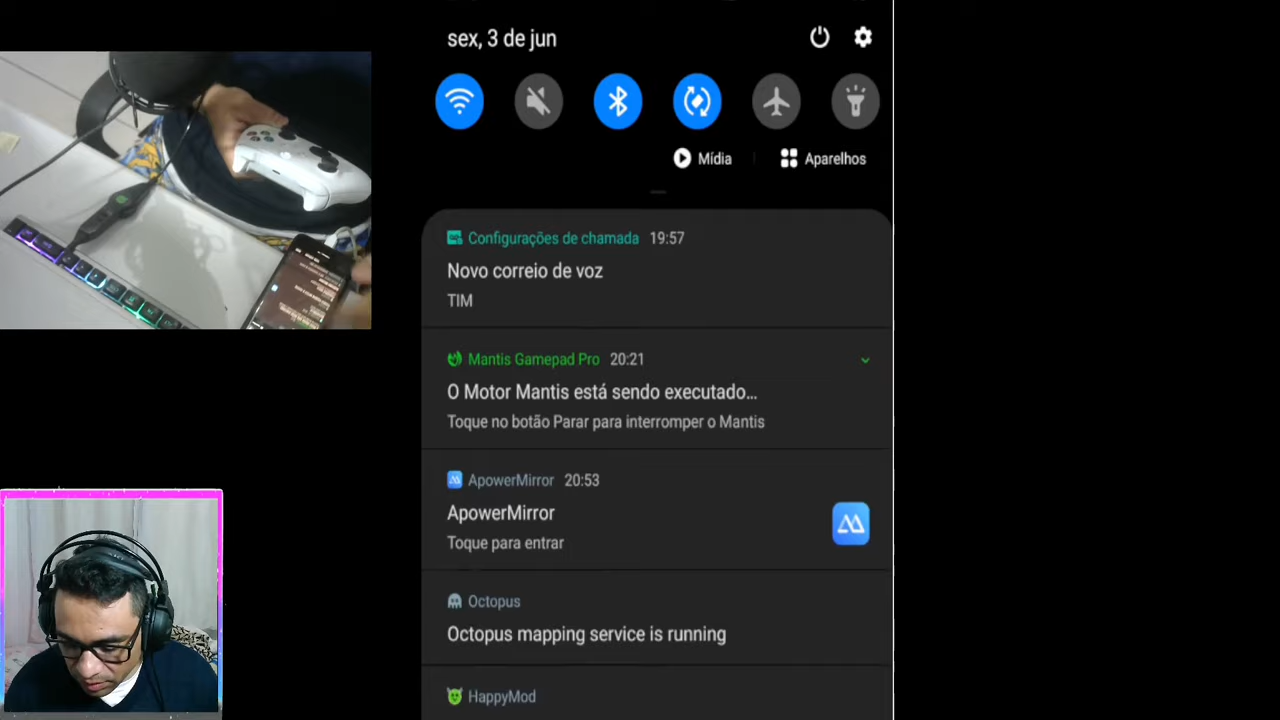 sex, 3 de jun
Mídia
Aparelhos
Configurações de chamada 19:57
Novo correio de voz
TIM
Mantis Gamepad Pro 20:21
O Motor Mantis está sendo executado...
Toque no botão Parar para interromper o Mantis
ApowerMirror 20:53
ApowerMirror
Toque para entrar
Octopus
Octopus mapping service is running
HappyMod